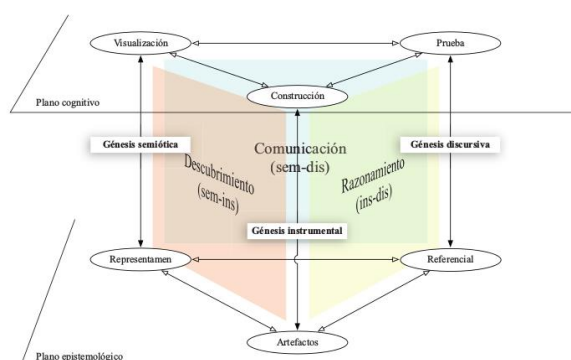 Visualización
Prueba
Construcción
Plano cognitivo
Génesis semiótica
Comunicación
(sem-dis)
Génesis discursiva
Descubrimiento
(sem-ins)
Razonamiento
(ins-dis)
Génesis instrumental
Representamen
Referencial
Artefactos
Plano epistemológico